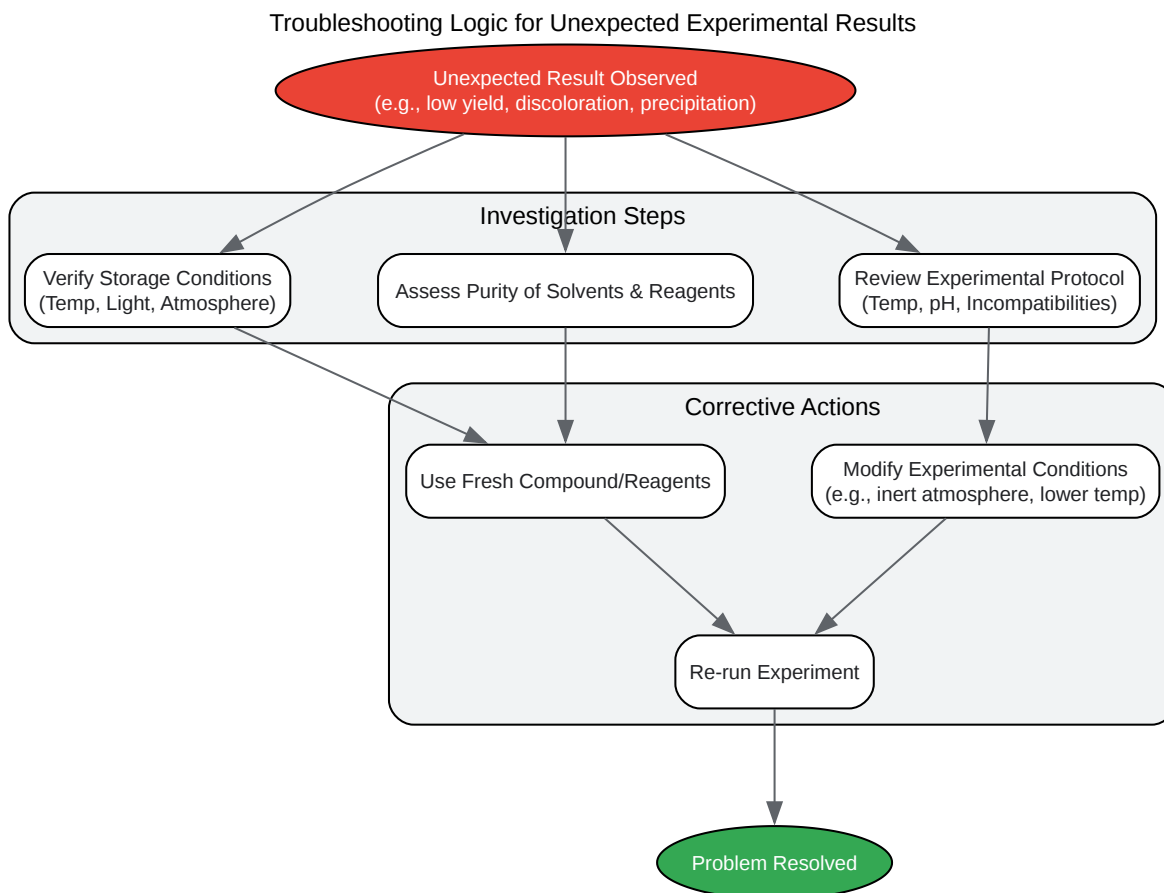 Troubleshooting Logic for Unexpected Experimental Results
Unexpected Result Observed
(e.g., low yield, discoloration, precipitation)
Investigation Steps
Verify Storage Conditions
(Temp, Light, Atmosphere)
Assess Purity of Solvents & Reagents
Review Experimental Protocol
(Temp, pH, Incompatibilities)
Corrective Actions
Use Fresh Compound/Reagents
Modify Experimental Conditions
(e.g., inert atmosphere, lower temp)
Re-run Experiment
Problem Resolved